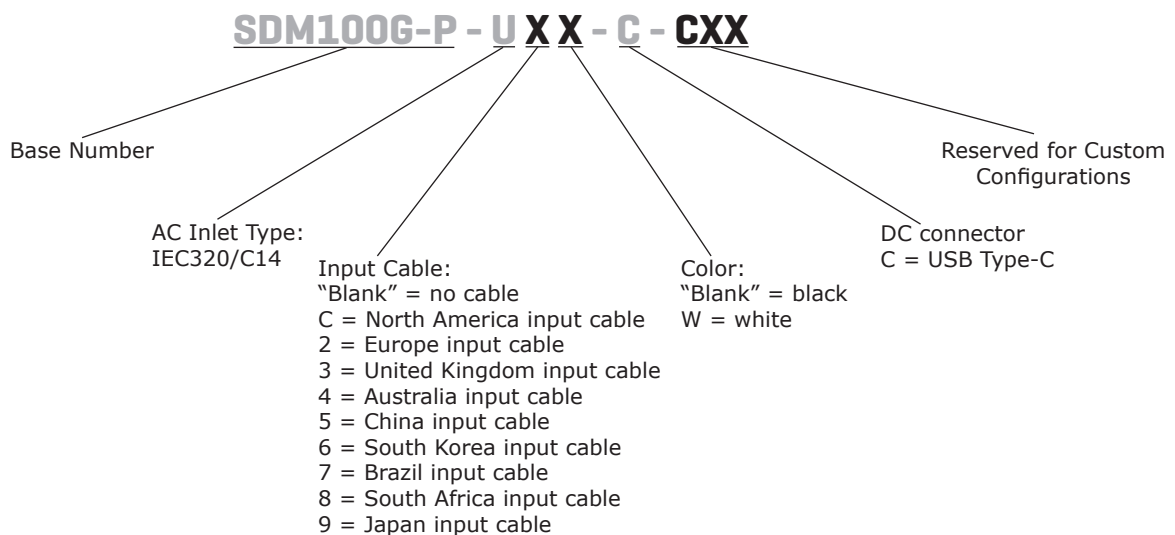 SDM100G-P - U X X - C - CXX
Base Number
Reserved for Custom
Configurations
AC Inlet Type:
IEC320/C14
DC connector
C = USB Type-C
Input Cable:
“Blank” = no cable
C = North America input cable
2 = Europe input cable
3 = United Kingdom input cable
4 = Australia input cable
5 = China input cable
6 = South Korea input cable
7 = Brazil input cable
8 = South Africa input cable
9 = Japan input cable
Color:
“Blank” = black
W = white